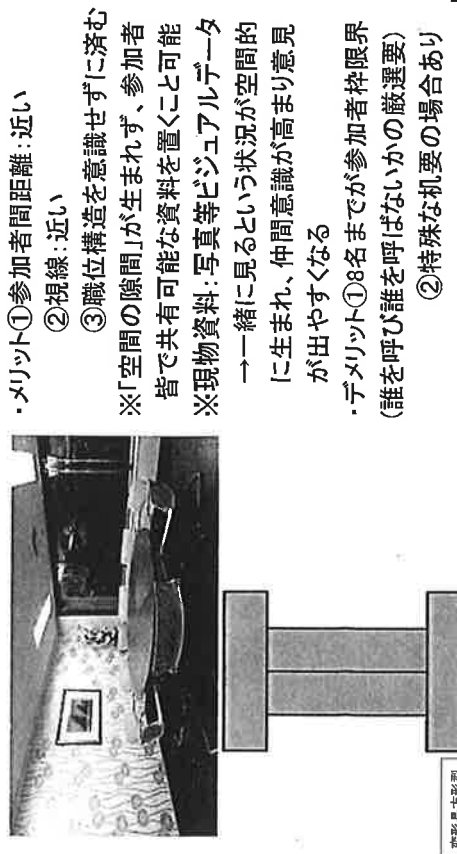 ・メリット①参加者間距離：近い
②視線：近い
③職位構造を意識せずに済む
※「空間の隙間」が生まれず、参加者
皆で共有可能な資料を置くこと可能
※現物資料：写真等ビジュアルデータ
→一緒に見るという状況が空間的
に生まれ、仲間意識が高まり意見
が出やすくなる
・デメリット①8名までが参加者枠限界
(誰を呼び誰を呼ばないかの厳選要)
②特殊な机要の場合あり